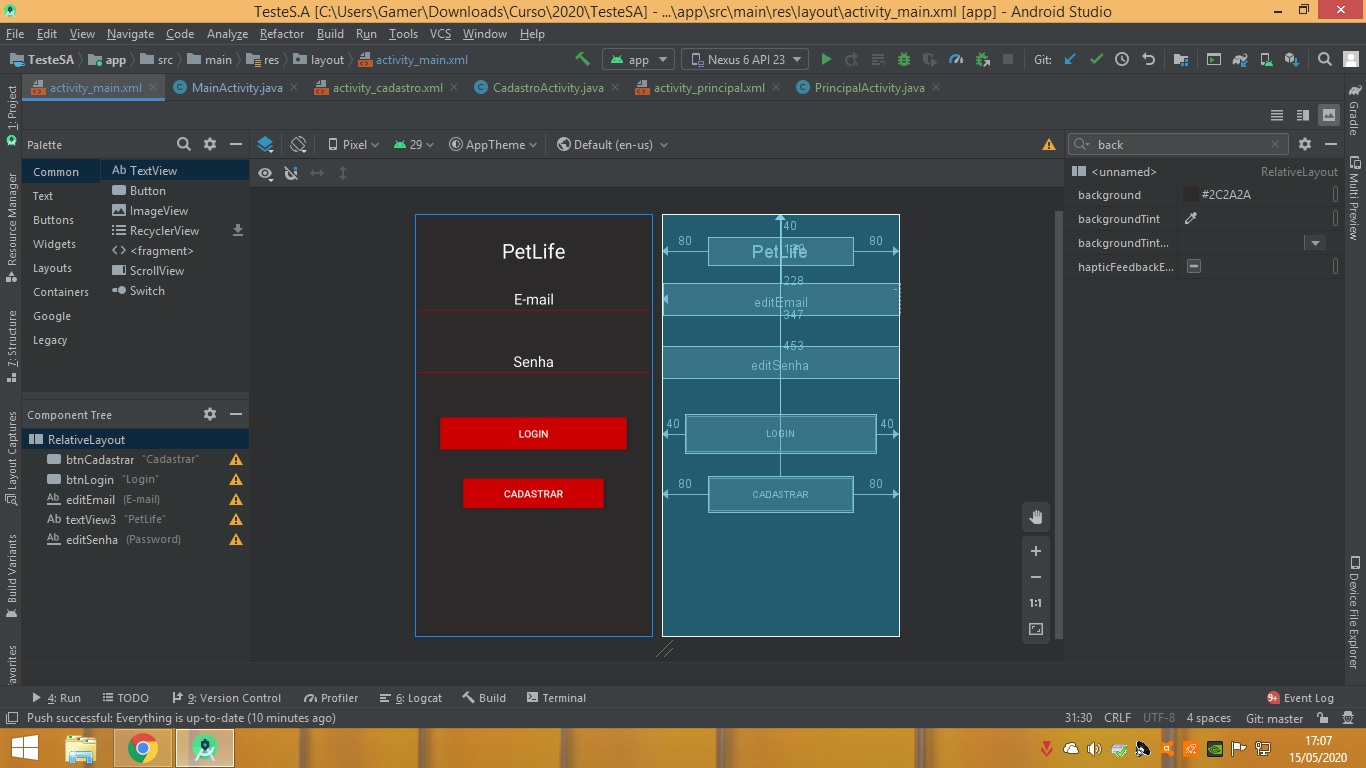 TesteS.A [C:\Users\Gamer\Downloads\Curso\2020\TesteSA] - ...\app\src\main\res\layout\activity_main.xml [app] - Android Studio
File Edit View Navigate Code Analyze Refactor Build Run Tools VCS Window Help
TesteSA app src main res layout activity_main.xml app Nexus 6 API 23 Git:
activity_main.xml MainActivity.java activity_cadastro.xml CadastroActivity.java activity_principal.xml PrincipalActivity.java
1: Project
Resource Manager
7: Structure
Layout Captures
Build Variants
avorites
Palette
Common
Text
Buttons
Widgets
Layouts
Containers
Google
Legacy
Ab TextView
Button
ImageView
RecyclerView
<fragment>
ScrollView
Switch
Component Tree
RelativeLayout
btnCadastrar "Cadastrar"
btnLogin "Login"
Ab editEmail (E-mail)
Ab textView3 "PetLife"
Ab editSenha (Password)
Pixel 29 AppTheme Default (en-us)
PetLife
E-mail
Senha
LOGIN
CADASTRAR
40
80 PetLife 80
228
editEmail
347
453
editSenha
40 LOGIN 40
80 CADASTRAR 80
1:1
back
<unnamed> RelativeLayout
background #2C2A2A
backgroundTint
backgroundTint...
hapticFeedbackE...
Gradle
Multi Preview
Device File Explorer
4: Run TODO 9: Version Control Profiler 6: Logcat Build Terminal 9+ Event Log
Push successful: Everything is up-to-date (10 minutes ago) 31:30 CRLF UTF-8 4 spaces Git: master
17:07
15/05/2020